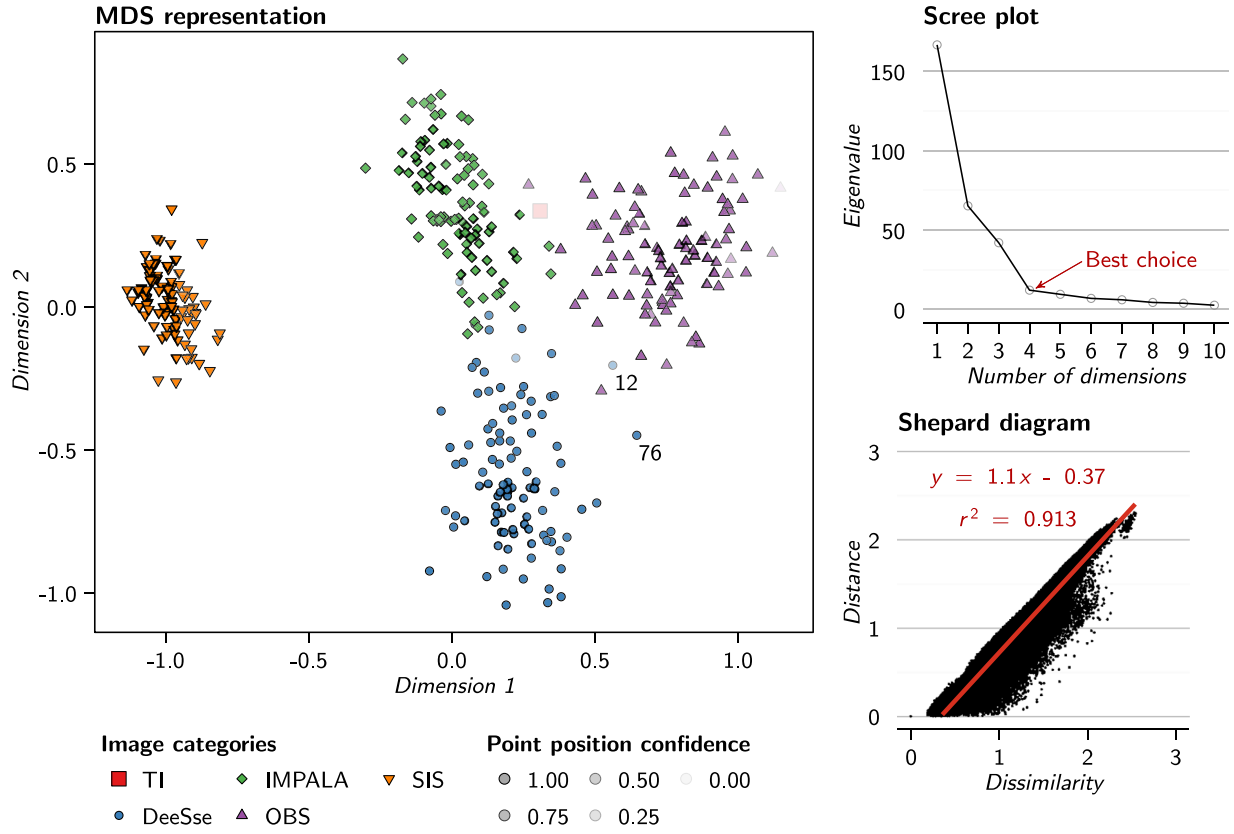 MDS representation
Dimension 2
0.5
0.0
-0.5
-1.0
12
76
-1.0 -0.5 0.0 0.5 1.0
Dimension 1
Image categories
TI IMPALA SIS
DeeSse OBS
Point position confidence
1.00 0.50 0.00
0.75 0.25
Scree plot
Eigenvalue
150
100
50
0
Best choice
1 2 3 4 5 6 7 8 9 10
Number of dimensions
Shepard diagram
Distance
3
2
1
0
y = 1.1x - 0.37
r² = 0.913
0 1 2 3
Dissimilarity